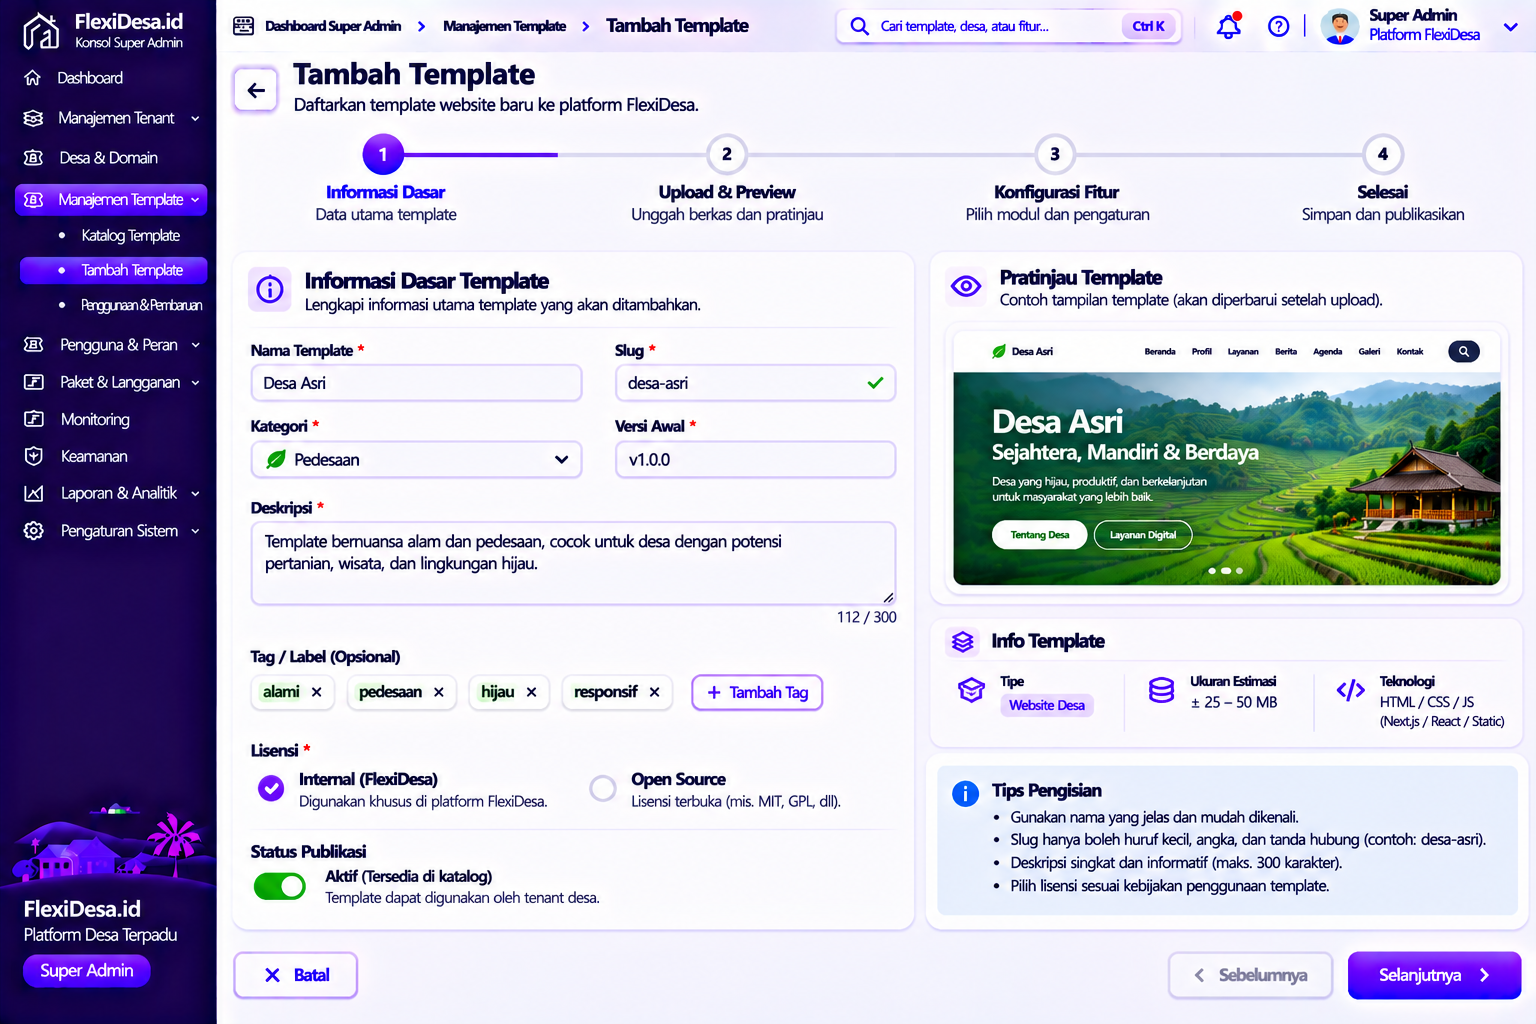 FlexiDesa.id
Konsol Super Admin
Dashboard
Manajemen Tenant
Desa & Domain
Manajemen Template
Katalog Template
Tambah Template
Penggunaan & Pembaruan
Pengguna & Peran
Paket & Langganan
Monitoring
Keamanan
Laporan & Analitik
Pengaturan Sistem
FlexiDesa.id
Platform Desa Terpadu
Super Admin
Dashboard Super Admin > Manajemen Template > Tambah Template
Cari template, desa, atau fitur...
Ctrl K
Super Admin
Platform FlexiDesa
Tambah Template
Daftarkan template website baru ke platform FlexiDesa.
1
Informasi Dasar
Data utama template
2
Upload & Preview
Unggah berkas dan pratinjau
3
Konfigurasi Fitur
Pilih modul dan pengaturan
4
Selesai
Simpan dan publikasikan
Informasi Dasar Template
Lengkapi informasi utama template yang akan ditambahkan.
Nama Template *
Desa Asri
Slug *
desa-asri
Kategori *
Pedesaan
Versi Awal *
v1.0.0
Deskripsi *
Template bernuansa alam dan pedesaan, cocok untuk desa dengan potensi
pertanian, wisata, dan lingkungan hijau.
112 / 300
Tag / Label (Opsional)
alami × pedesaan × hijau × responsif × + Tambah Tag
Lisensi *
Internal (FlexiDesa)
Digunakan khusus di platform FlexiDesa.
Open Source
Lisensi terbuka (mis. MIT, GPL, dll).
Status Publikasi
Aktif (Tersedia di katalog)
Template dapat digunakan oleh tenant desa.
Pratinjau Template
Contoh tampilan template (akan diperbarui setelah upload).
Desa Asri
Beranda Profil Layanan Berita Agenda Galeri Kontak
Desa Asri
Sejahtera, Mandiri & Berdaya
Desa yang hijau, produktif, dan berkelanjutan
untuk masyarakat yang lebih baik.
Tentang Desa
Layanan Digital
Info Template
Tipe
Website Desa
Ukuran Estimasi
± 25 – 50 MB
Teknologi
HTML / CSS / JS
(Next.js / React / Static)
Tips Pengisian
• Gunakan nama yang jelas dan mudah dikenali.
• Slug hanya boleh huruf kecil, angka, dan tanda hubung (contoh: desa-asri).
• Deskripsi singkat dan informatif (maks. 300 karakter).
• Pilih lisensi sesuai kebijakan penggunaan template.
× Batal
< Sebelumnya
Selanjutnya >